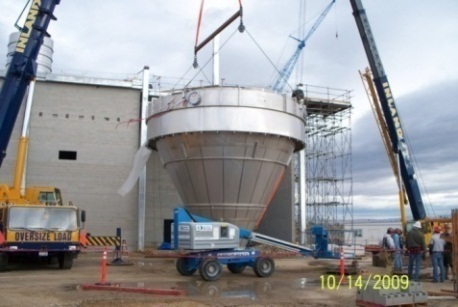 INLAND
INLAND
OVERSIZE LOAD
10/14/2009